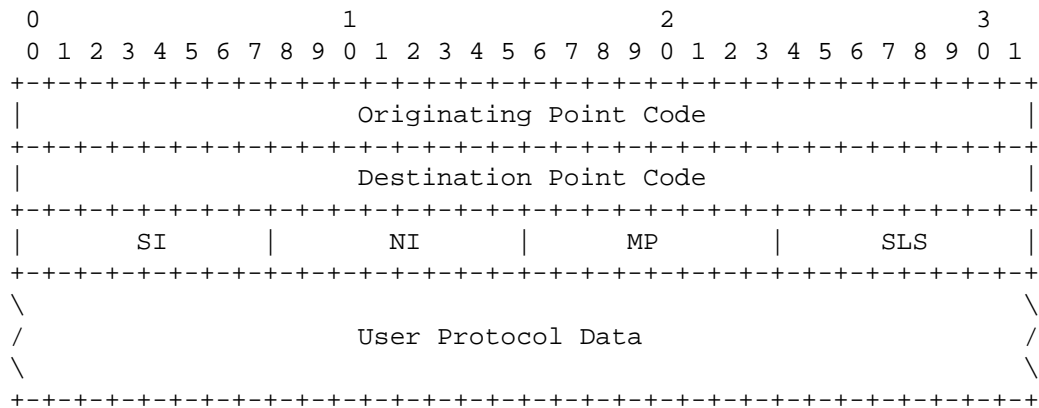 0                   1                   2                   3
 0 1 2 3 4 5 6 7 8 9 0 1 2 3 4 5 6 7 8 9 0 1 2 3 4 5 6 7 8 9 0 1
+-+-+-+-+-+-+-+-+-+-+-+-+-+-+-+-+-+-+-+-+-+-+-+-+-+-+-+-+-+-+-+-+
|                     Originating Point Code                    |
+-+-+-+-+-+-+-+-+-+-+-+-+-+-+-+-+-+-+-+-+-+-+-+-+-+-+-+-+-+-+-+-+
|                     Destination Point Code                    |
+-+-+-+-+-+-+-+-+-+-+-+-+-+-+-+-+-+-+-+-+-+-+-+-+-+-+-+-+-+-+-+-+
|       SI      |       NI      |      MP       |      SLS      |
+-+-+-+-+-+-+-+-+-+-+-+-+-+-+-+-+-+-+-+-+-+-+-+-+-+-+-+-+-+-+-+-+
\                                                               \
/                     User Protocol Data                        /
\                                                               \
+-+-+-+-+-+-+-+-+-+-+-+-+-+-+-+-+-+-+-+-+-+-+-+-+-+-+-+-+-+-+-+-+